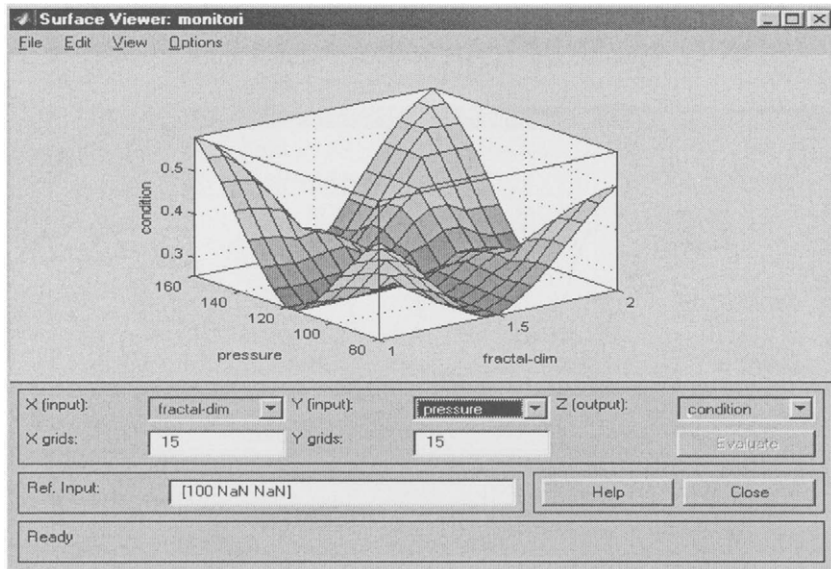 Surface Viewer: monitori
File Edit View Options
0.5
0.4
0.3
condition
160
140
120
100
80
pressure
1
1.5
2
fractal-dim
X (input): fractal-dim Y (input): pressure Z (output): condition
X grids: 15 Y grids: 15 Evaluate
Ref. Input: [100 NaN NaN] Help Close
Ready